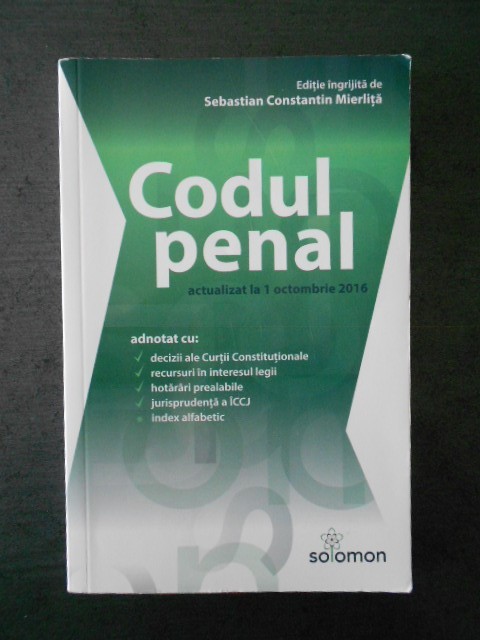 Ediție îngrijită de
Sebastian Constantin Mierliță
Codul
penal
actualizat la 1 octombrie 2016
adnotat cu:
decizii ale Curții Constituționale
recursuri în interesul legii
hotărâri prealabile
jurisprudență a ÎCCJ
index alfabetic
solomon